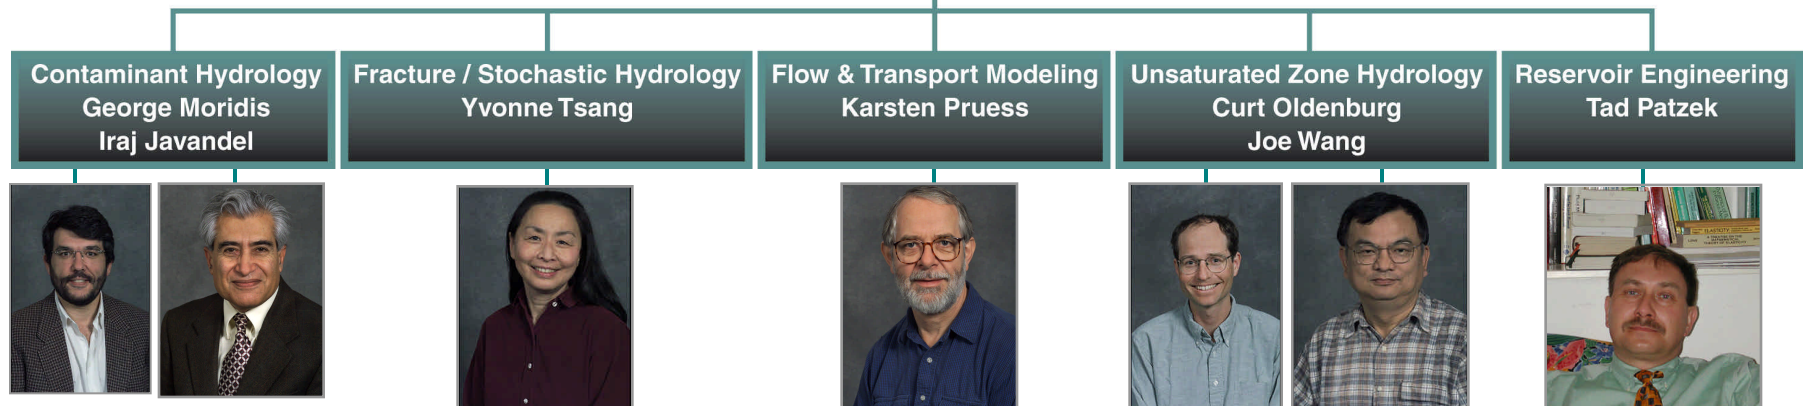 Contaminant Hydrology
George Moridis
Iraj Javandel
Fracture / Stochastic Hydrology
Yvonne Tsang
Flow & Transport Modeling
Karsten Pruess
Unsaturated Zone Hydrology
Curt Oldenburg
Joe Wang
Reservoir Engineering
Tad Patzek
ELASTICITY